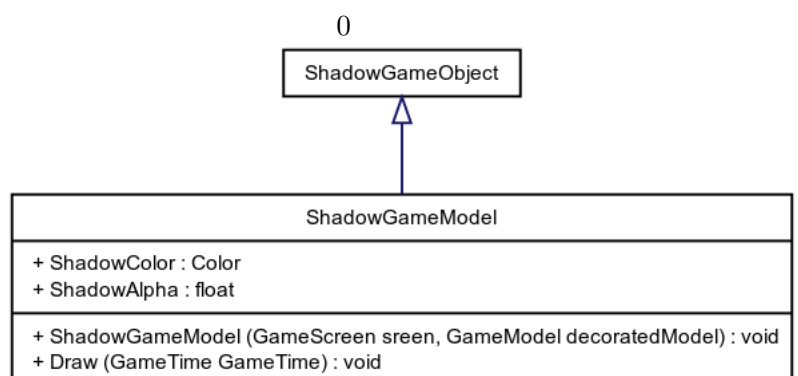 0
ShadowGameObject
ShadowGameModel
+ ShadowColor : Color
+ ShadowAlpha : float
+ ShadowGameModel (GameScreen sreen, GameModel decoratedModel) : void
+ Draw (GameTime GameTime) : void